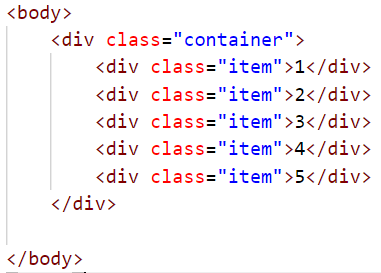 <body>
    <div class="container">
        <div class="item">1</div>
        <div class="item">2</div>
        <div class="item">3</div>
        <div class="item">4</div>
        <div class="item">5</div>
    </div>

</body>